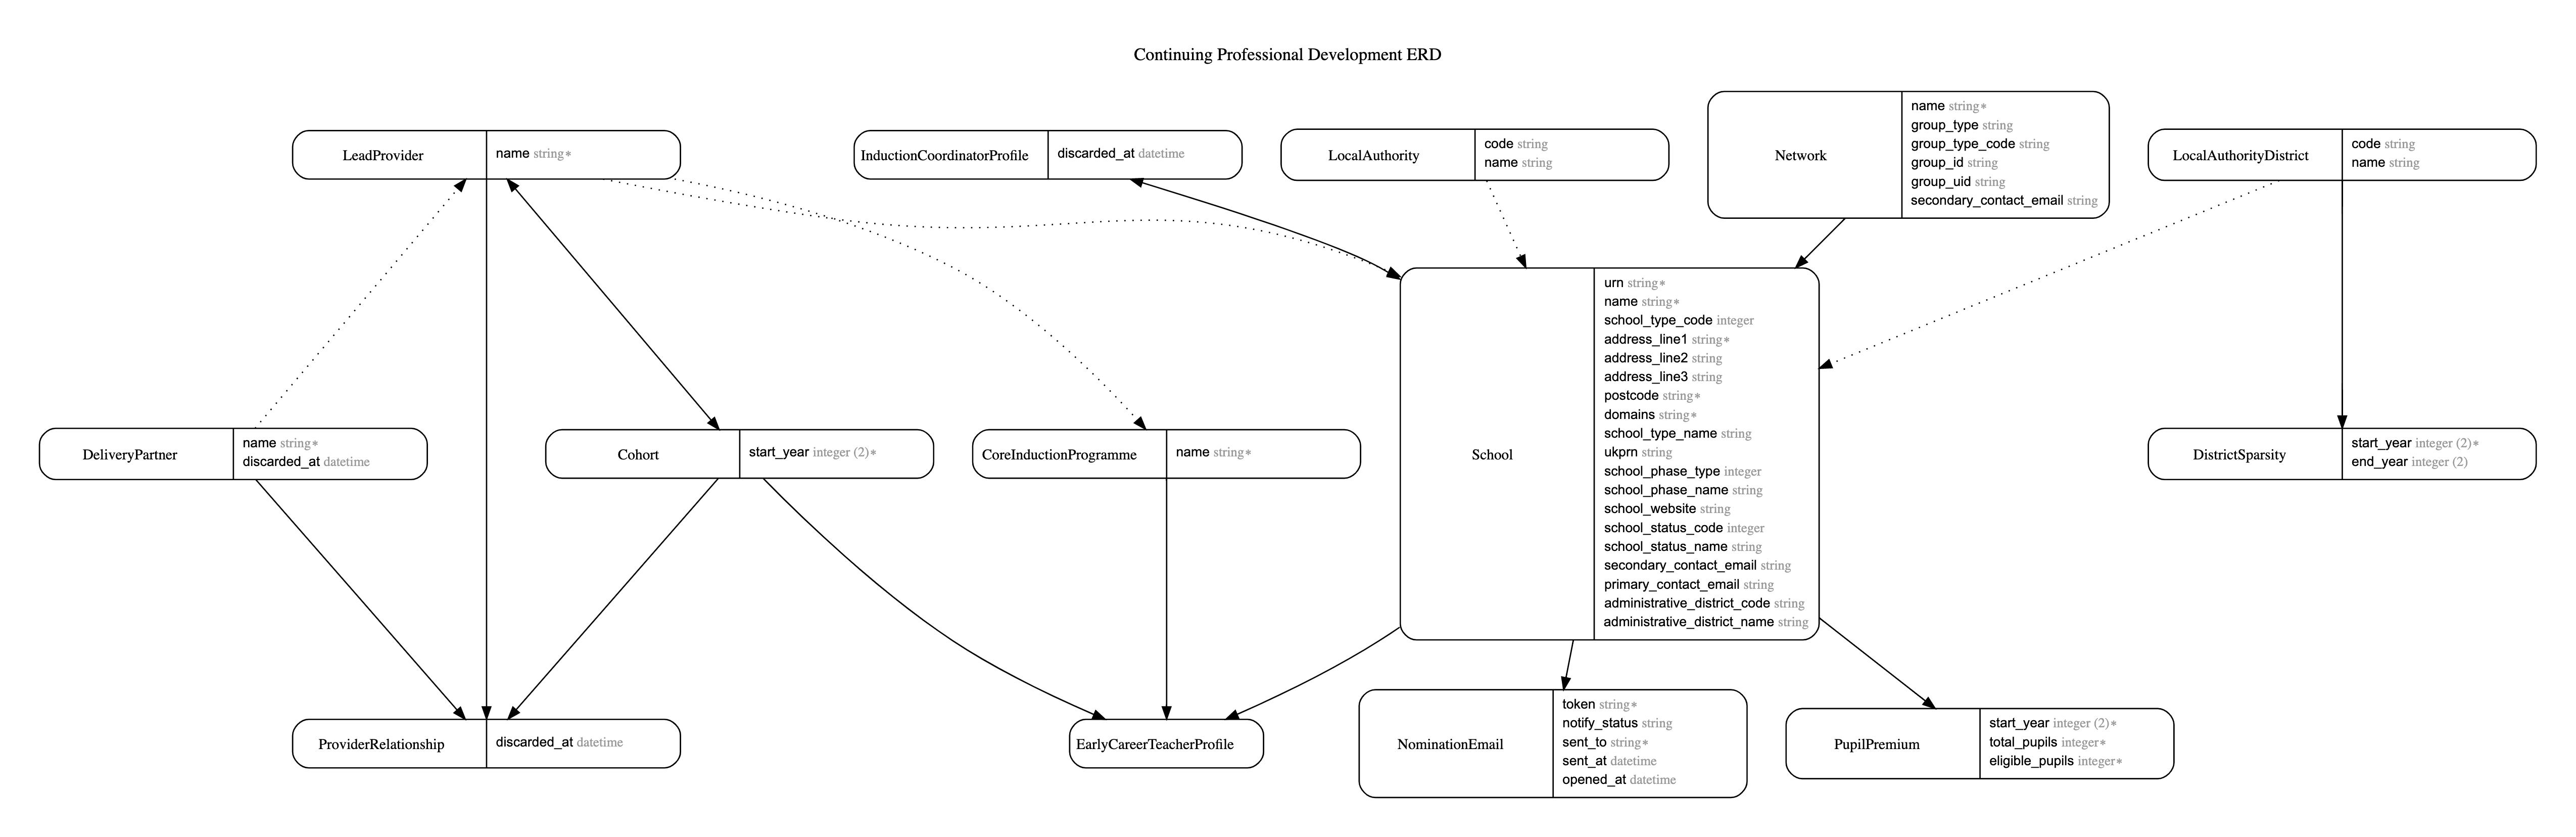 Continuing Professional Development ERD
LeadProvider
name string*
InductionCoordinatorProfile
discarded_at datetime
LocalAuthority
code string
name string
Network
name string*
group_type string
group_type_code string
group_id string
group_uid string
secondary_contact_email string
LocalAuthorityDistrict
code string
name string
School
urn string*
name string*
school_type_code integer
address_line1 string*
address_line2 string
address_line3 string
postcode string*
domains string*
school_type_name string
ukprn string
school_phase_type integer
school_phase_name string
school_website string
school_status_code integer
school_status_name string
secondary_contact_email string
primary_contact_email string
administrative_district_code string
administrative_district_name string
DeliveryPartner
name string*
discarded_at datetime
Cohort
start_year integer (2)*
CoreInductionProgramme
name string*
DistrictSparsity
start_year integer (2)*
end_year integer (2)
ProviderRelationship
discarded_at datetime
EarlyCareerTeacherProfile
NominationEmail
token string*
notify_status string
sent_to string*
sent_at datetime
opened_at datetime
PupilPremium
start_year integer (2)*
total_pupils integer*
eligible_pupils integer*